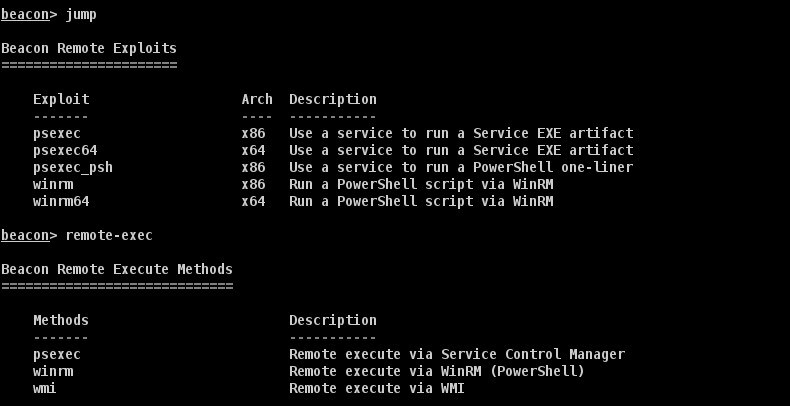 beacon> jump
Beacon Remote Exploits
======================
Exploit Arch Description
------- ---- -----------
psexec x86 Use a service to run a Service EXE artifact
psexec64 x64 Use a service to run a Service EXE artifact
psexec_psh x86 Use a service to run a PowerShell one-liner
winrm x86 Run a PowerShell script via WinRM
winrm64 x64 Run a PowerShell script via WinRM
beacon> remote-exec
Beacon Remote Execute Methods
=============================
Methods Description
------- -----------
psexec Remote execute via Service Control Manager
winrm Remote execute via WinRM (PowerShell)
wmi Remote execute via WMI